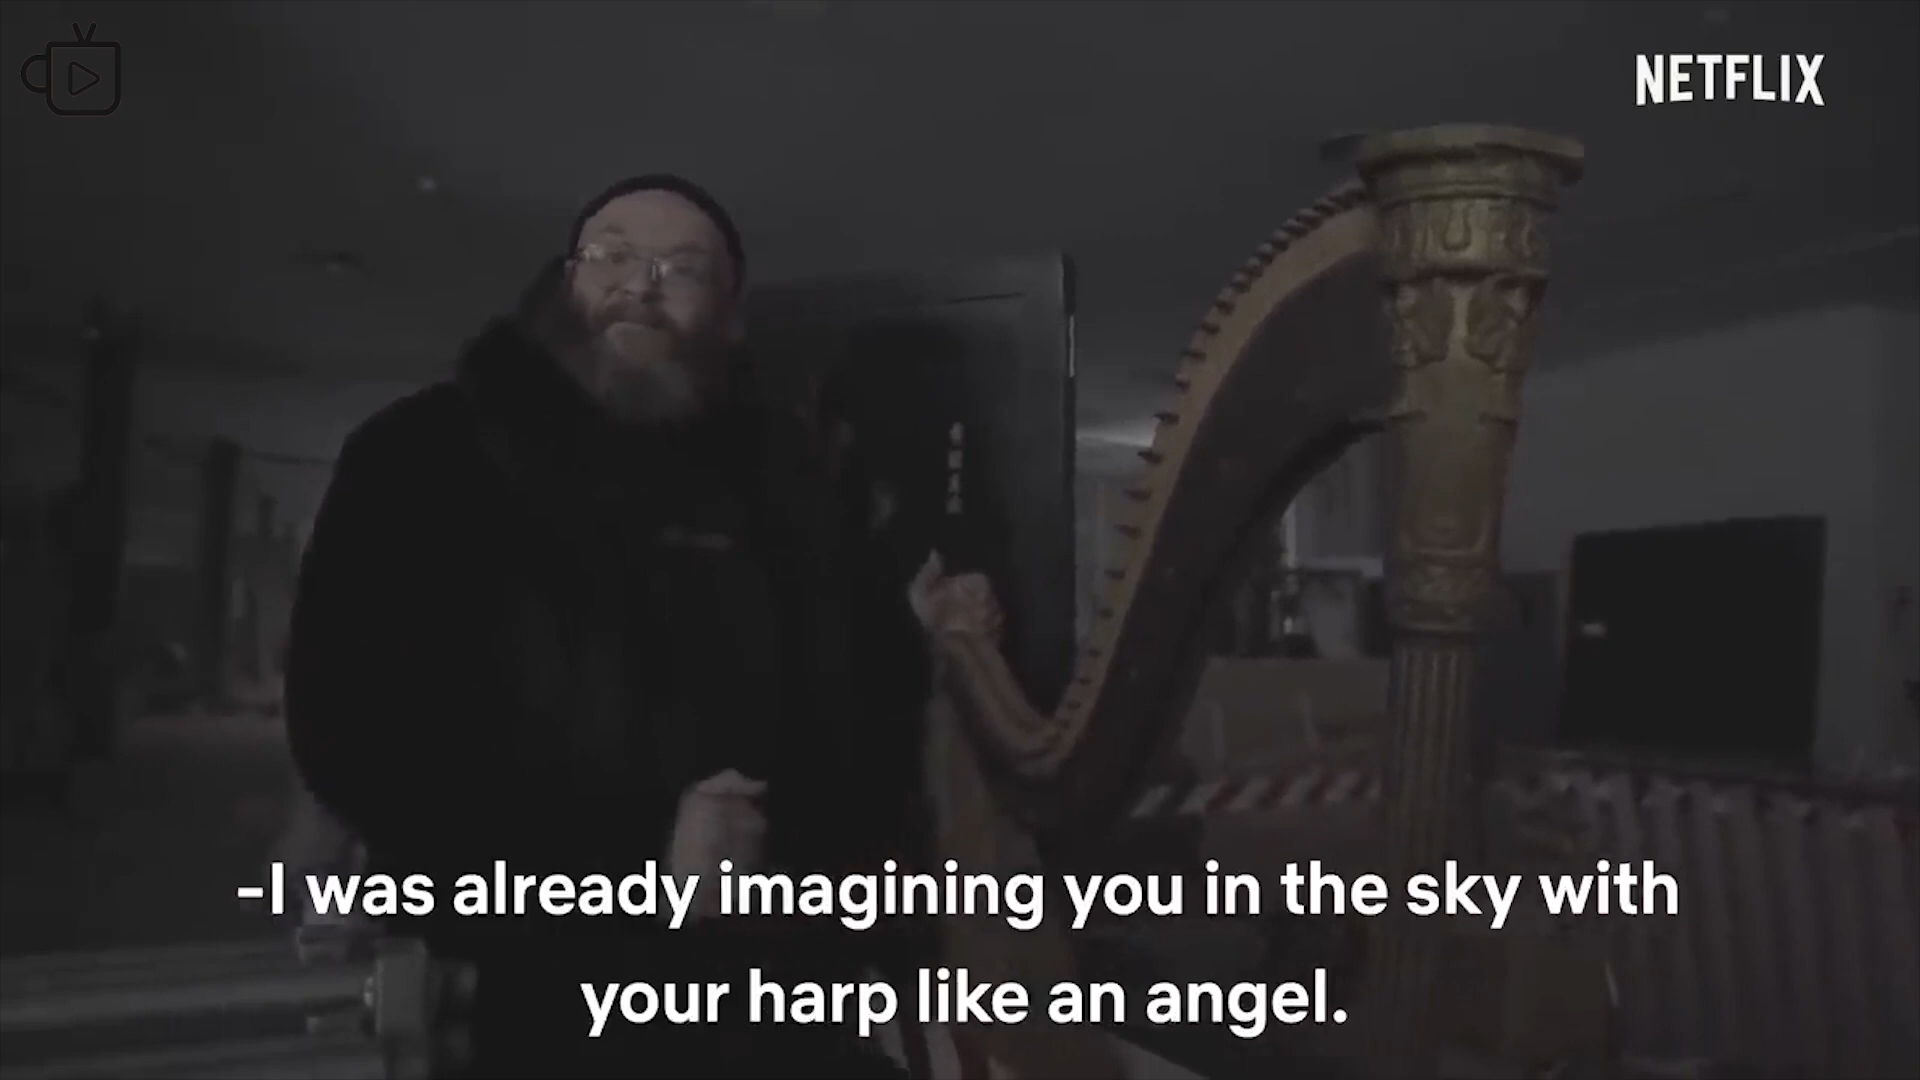 NETFLIX
-I was already imagining you in the sky with
your harp like an angel.